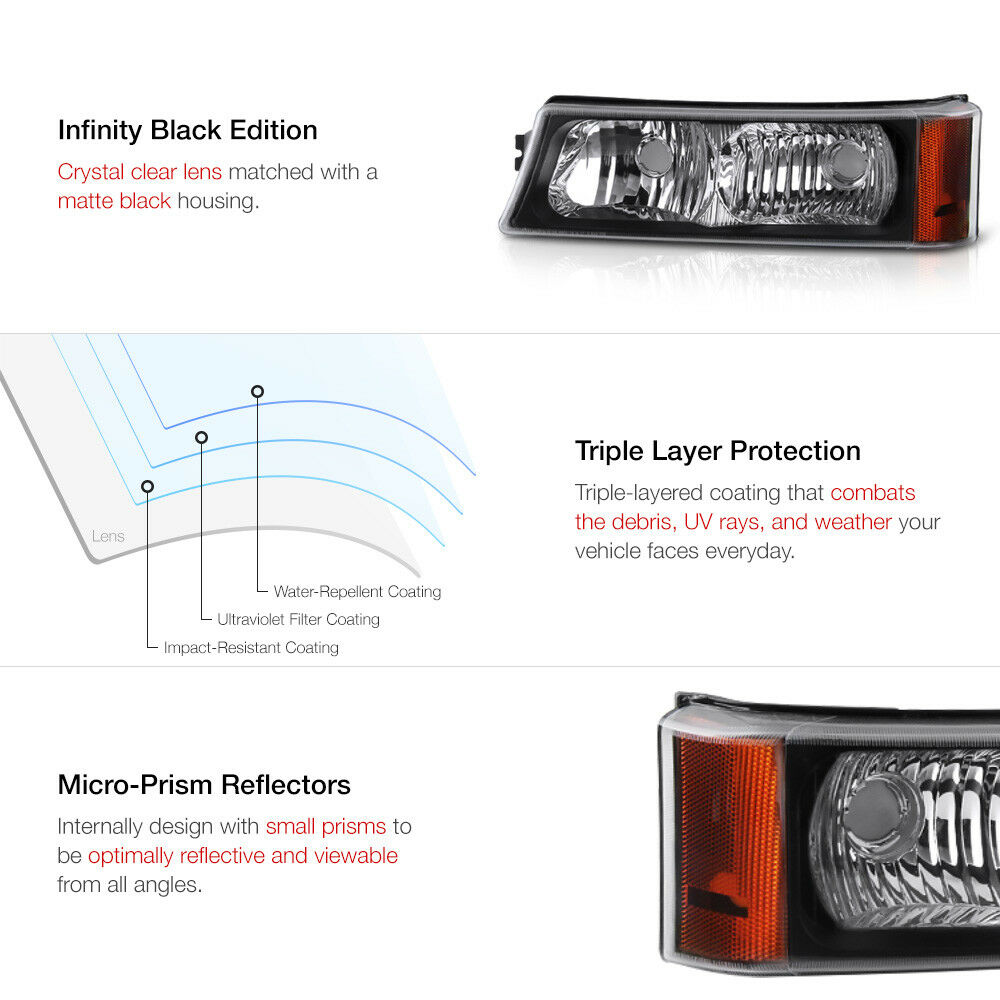 Infinity Black Edition
Crystal clear lens matched with a
matte black housing.
Lens
Water-Repellent Coating
Ultraviolet Filter Coating
Impact-Resistant Coating
Triple Layer Protection
Triple-layered coating that combats
the debris, UV rays, and weather your
vehicle faces everyday.
Micro-Prism Reflectors
Internally design with small prisms to
be optimally reflective and viewable
from all angles.